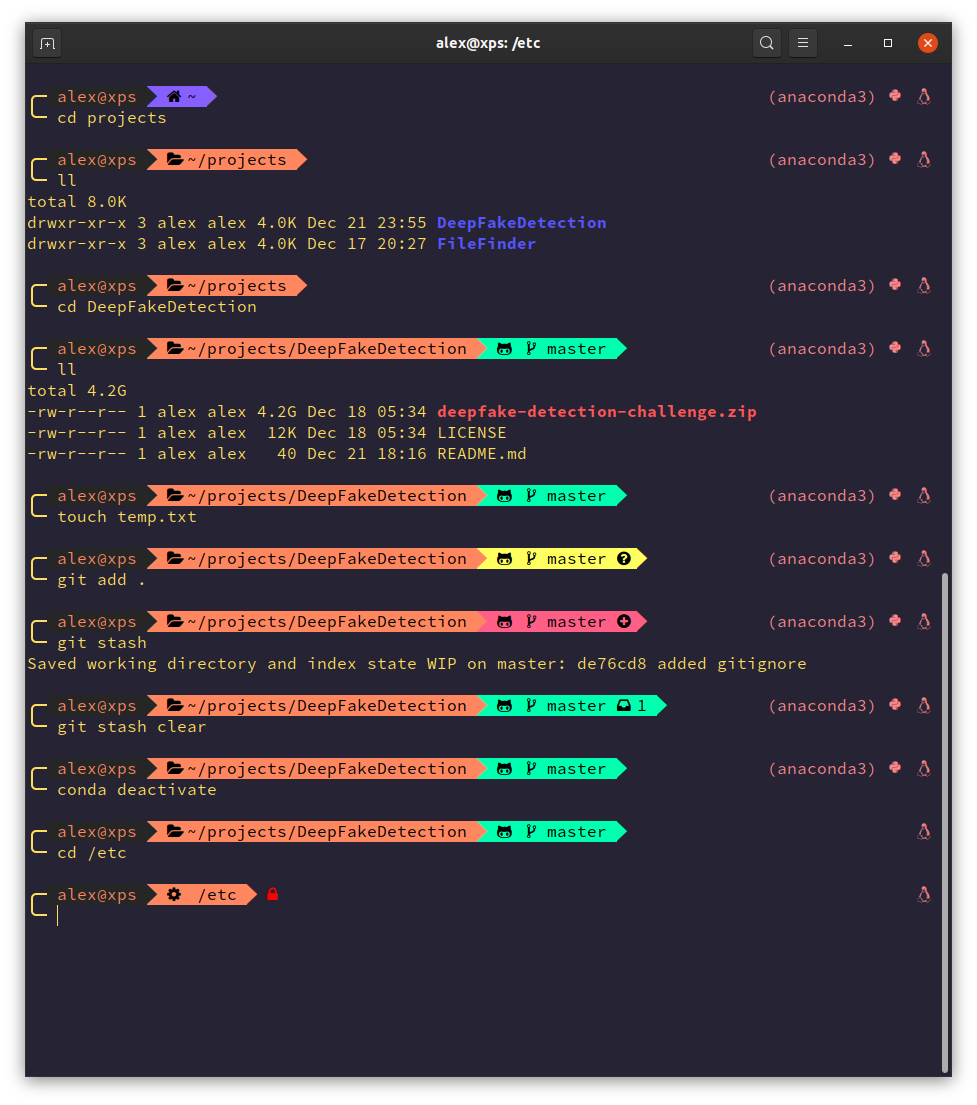 alex@xps: /etc
alex@xps ~ (anaconda3)
cd projects
alex@xps ~/projects (anaconda3)
ll
total 8.0K
drwxr-xr-x 3 alex alex 4.0K Dec 21 23:55 DeepFakeDetection
drwxr-xr-x 3 alex alex 4.0K Dec 17 20:27 FileFinder
alex@xps ~/projects (anaconda3)
cd DeepFakeDetection
alex@xps ~/projects/DeepFakeDetection master (anaconda3)
ll
total 4.2G
-rw-r--r-- 1 alex alex 4.2G Dec 18 05:34 deepfake-detection-challenge.zip
-rw-r--r-- 1 alex alex  12K Dec 18 05:34 LICENSE
-rw-r--r-- 1 alex alex   40 Dec 21 18:16 README.md
alex@xps ~/projects/DeepFakeDetection master (anaconda3)
touch temp.txt
alex@xps ~/projects/DeepFakeDetection master ? (anaconda3)
git add .
alex@xps ~/projects/DeepFakeDetection master + (anaconda3)
git stash
Saved working directory and index state WIP on master: de76cd8 added gitignore
alex@xps ~/projects/DeepFakeDetection master 1 (anaconda3)
git stash clear
alex@xps ~/projects/DeepFakeDetection master (anaconda3)
conda deactivate
alex@xps ~/projects/DeepFakeDetection master
cd /etc
alex@xps /etc